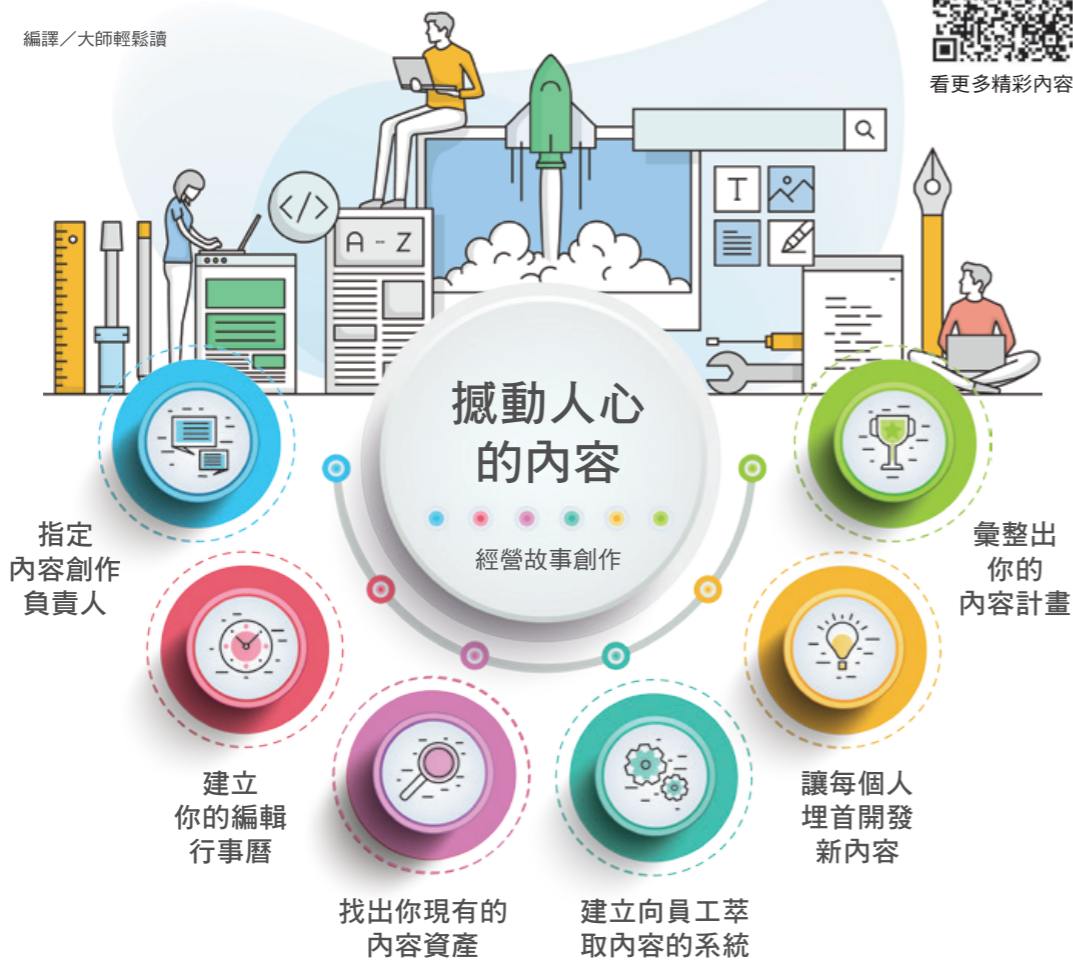 編譯／大師輕鬆讀
看更多精彩內容
</>
A - Z
T
撼動人心
的內容
經營故事創作
指定
內容創作
負責人
建立
你的編輯
行事曆
找出你現有的
內容資產
建立向員工萃
取內容的系統
讓每個人
埋首開發
新內容
彙整出
你的
內容計畫